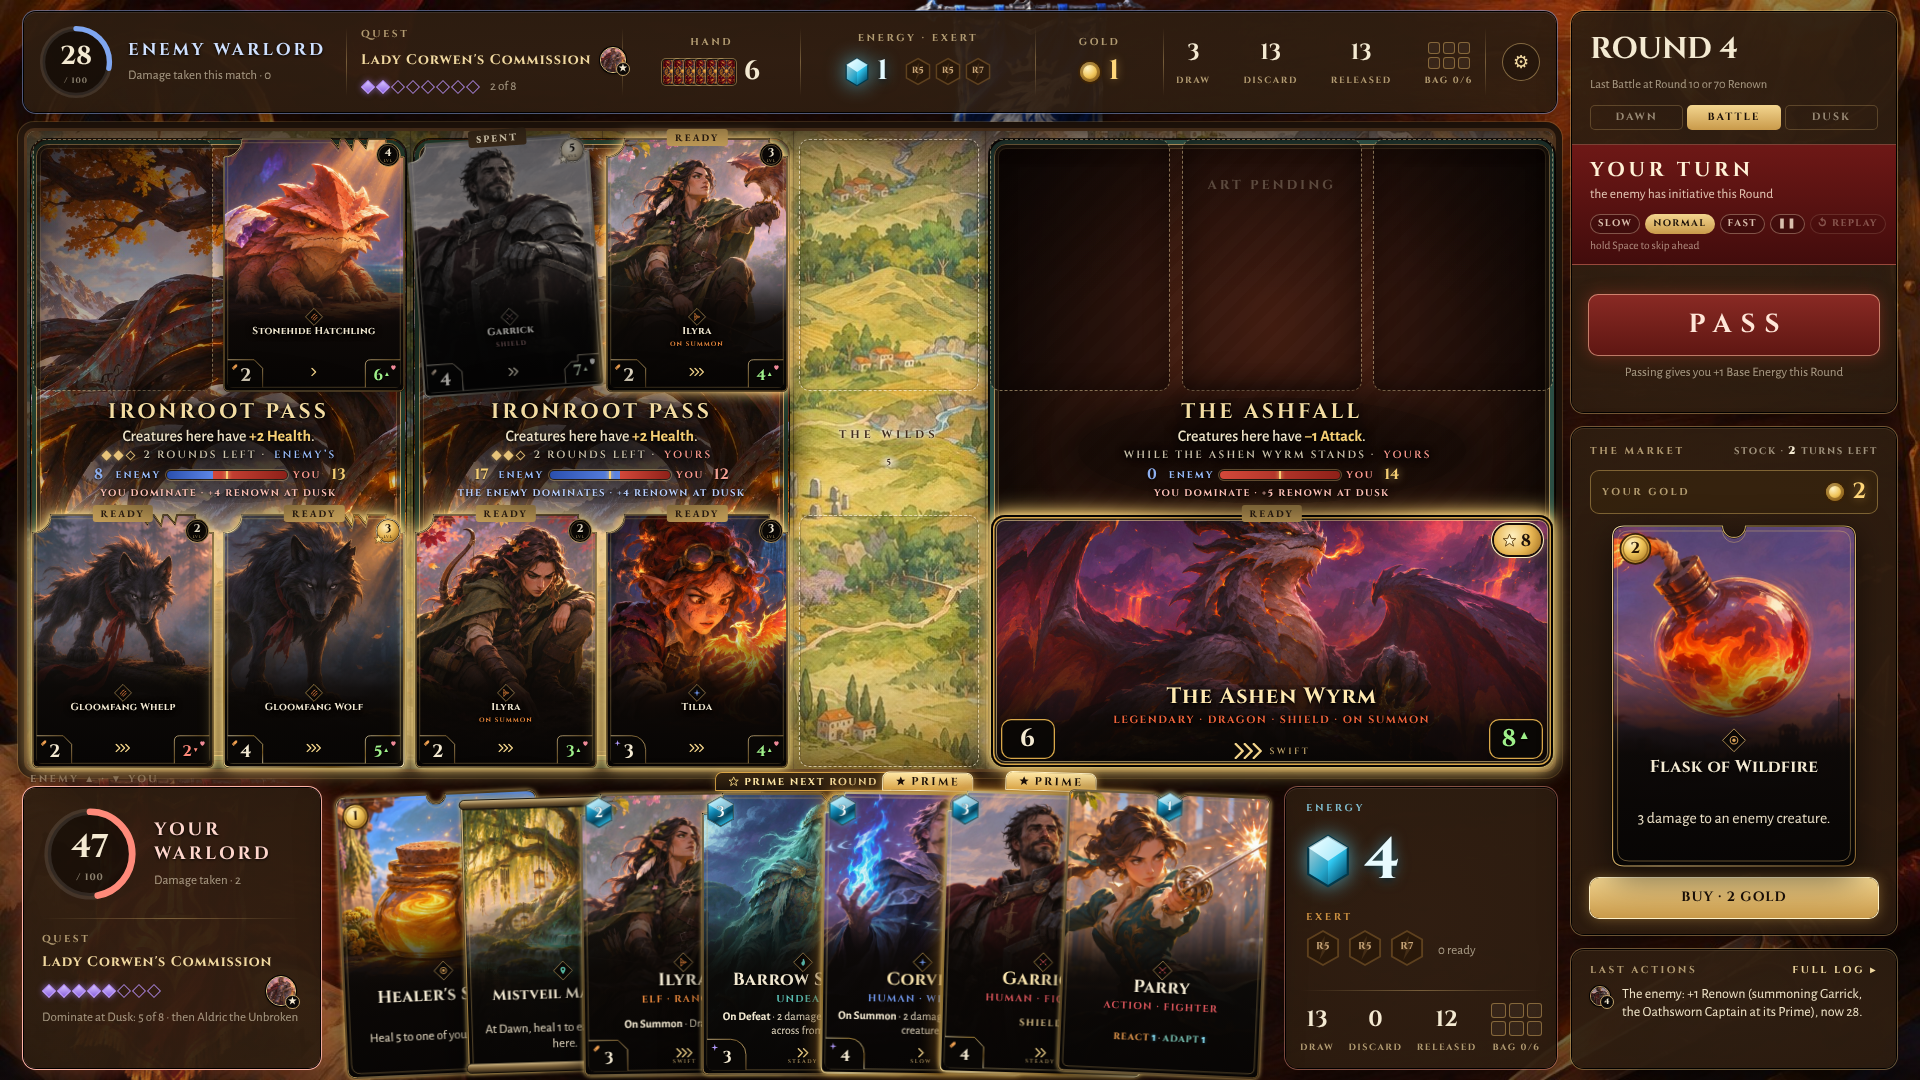 28
/ 100
ENEMY WARLORD
Damage taken this match · 0
QUEST
LADY CORWEN'S COMMISSION
2 of 8
HAND
6
ENERGY · EXERT
1
R5 R5 R7
GOLD
1
3
DRAW
13
DISCARD
13
RELEASED
BAG 0/6
ROUND 4
Last Battle at Round 10 or 70 Renown
DAWN
BATTLE
DUSK
YOUR TURN
the enemy has initiative this Round
SLOW
NORMAL
FAST
REPLAY
hold Space to skip ahead
PASS
Passing gives you +1 Base Energy this Round
4
STONEHIDE HATCHLING
2
6
SPENT
5
GARRICK
SHIELD
4
7
READY
3
ILYRA
ON SUMMON
2
4
ART PENDING
IRONROOT PASS
Creatures here have +2 Health.
2 ROUNDS LEFT · ENEMY'S
8 ENEMY YOU 13
YOU DOMINATE · +4 RENOWN AT DUSK
IRONROOT PASS
Creatures here have +2 Health.
2 ROUNDS LEFT · YOURS
17 ENEMY YOU 12
THE ENEMY DOMINATES · +4 RENOWN AT DUSK
THE WILDS
5
THE ASHFALL
Creatures here have −1 Attack.
WHILE THE ASHEN WYRM STANDS · YOURS
0 ENEMY YOU 14
YOU DOMINATE · +5 RENOWN AT DUSK
READY
2
GLOOMFANG WHELP
2
2
READY
3
GLOOMFANG WOLF
4
5
READY
2
ILYRA
ON SUMMON
2
3
READY
3
TILDA
3
4
READY
8
THE ASHEN WYRM
LEGENDARY · DRAGON · SHIELD · ON SUMMON
6
SWIFT
8
THE MARKET
STOCK · 2 TURNS LEFT
YOUR GOLD
2
2
FLASK OF WILDFIRE
3 damage to an enemy creature.
BUY · 2 GOLD
LAST ACTIONS
FULL LOG
4
The enemy: +1 Renown (summoning Garrick,
the Oathsworn Captain at its Prime), now 28.
ENEMY YOU
47
/ 100
YOUR
WARLORD
Damage taken · 2
QUEST
LADY CORWEN'S COMMISSION
Dominate at Dusk: 5 of 8 · then Aldric the Unbroken
PRIME NEXT ROUND
PRIME
PRIME
1
HEALER'S S
Heal 5 to one of you
MISTVEIL MA
At Dawn, heal 1 to e
here.
2
ILYRA
ELF · RAN
On Summon · Dr
3
SWIFT
3
BARROW S
UNDEA
On Defeat · 2 damage
across from
3
STEADY
3
CORVI
HUMAN · WI
On Summon · 2 damag
creature
4
SLOW
3
GARRIC
HUMAN · FIG
SHIELD
4
STEADY
1
PARRY
ACTION · FIGHTER
REACT 1 · ADAPT 1
ENERGY
4
EXERT
R5 R5 R7
0 ready
13
DRAW
0
DISCARD
12
RELEASED
BAG 0/6